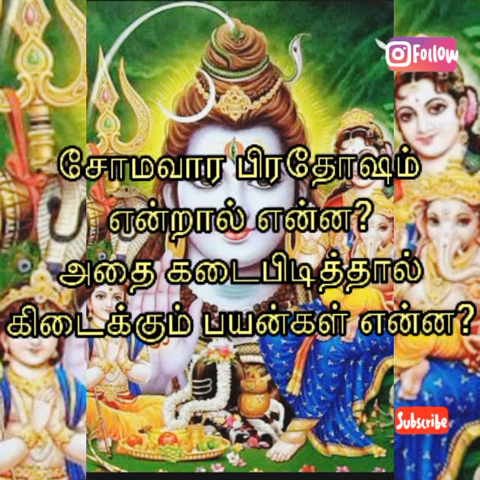 Follow
சோமவார பிரதோஷம்
என்றால் என்ன?
அதை கடைபிடித்தால்
கிடைக்கும் பயன்கள் என்ன?
Subscribe